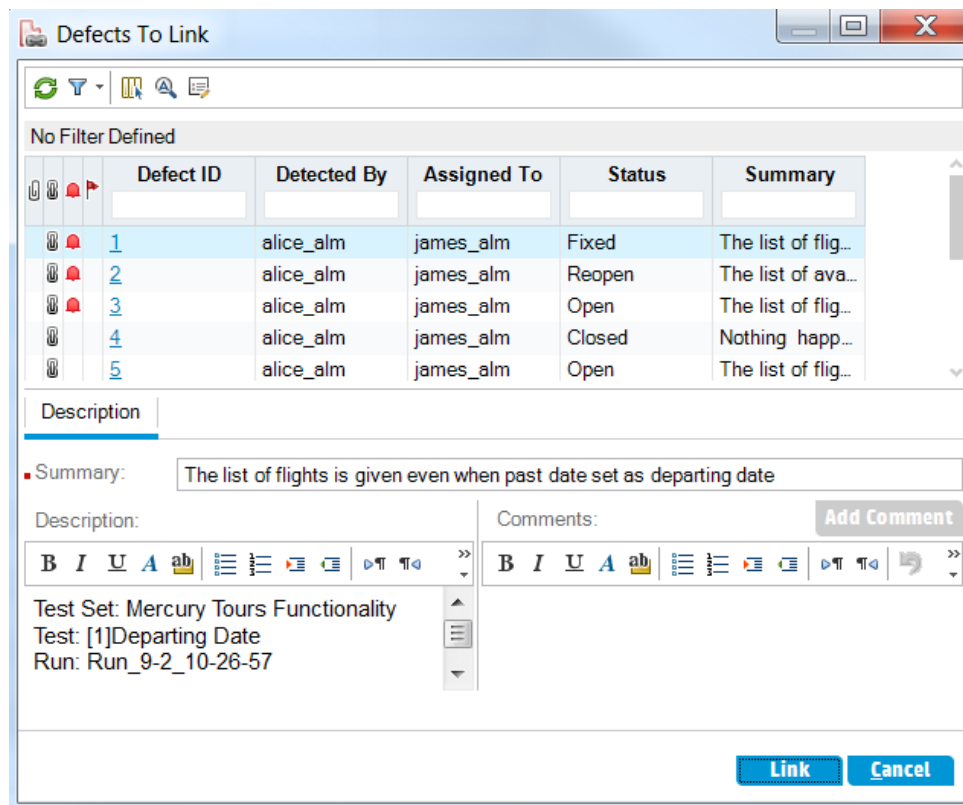 Defects To Link
No Filter Defined
Defect ID Detected By Assigned To Status Summary
1 alice_alm james_alm Fixed The list of flig...
2 alice_alm james_alm Reopen The list of ava...
3 alice_alm james_alm Open The list of flig...
4 alice_alm james_alm Closed Nothing happ...
5 alice_alm james_alm Open The list of flig...
Description
Summary: The list of flights is given even when past date set as departing date
Description: Comments: Add Comment
B I U A ab B I U A ab
Test Set: Mercury Tours Functionality
Test: [1]Departing Date
Run: Run_9-2_10-26-57
Link Cancel